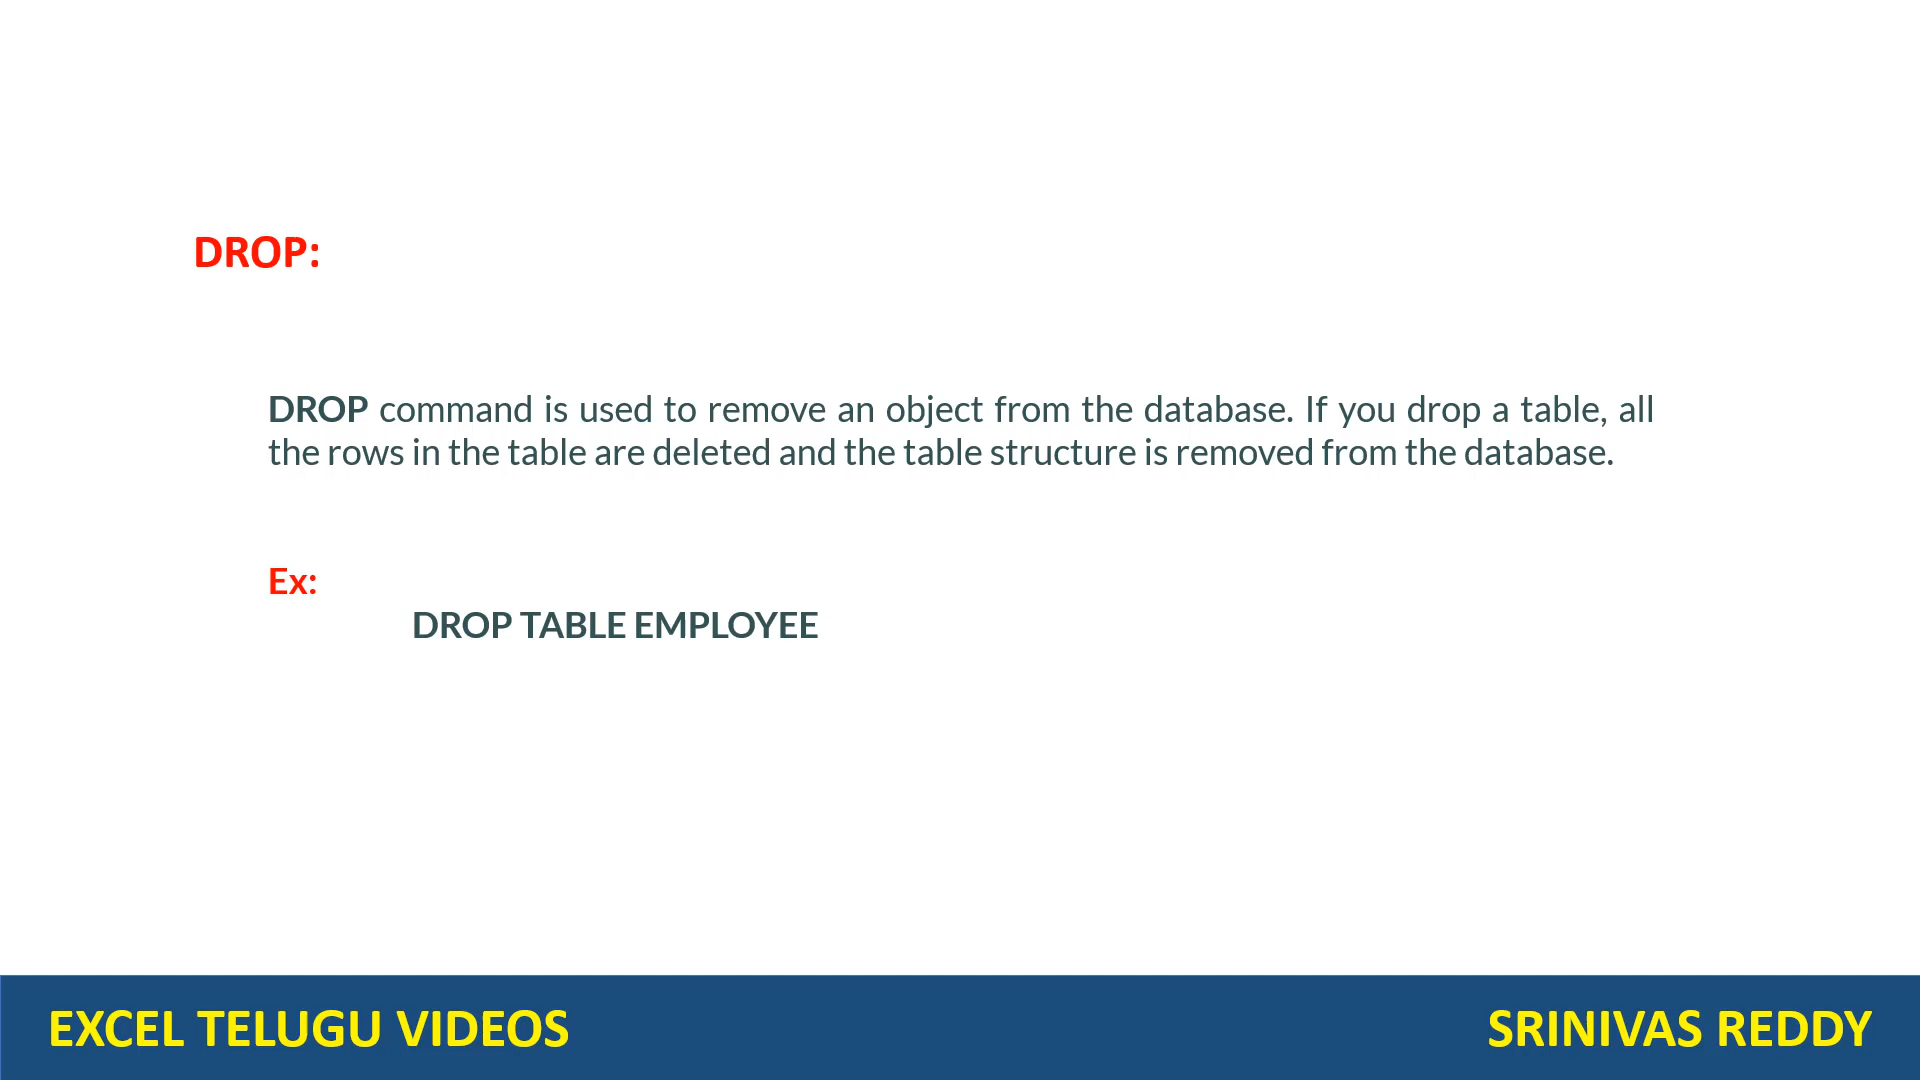 DROP:
DROP command is used to remove an object from the database. If you drop a table, all
the rows in the table are deleted and the table structure is removed from the database.
Ex:
DROP TABLE EMPLOYEE
EXCEL TELUGU VIDEOS
SRINIVAS REDDY